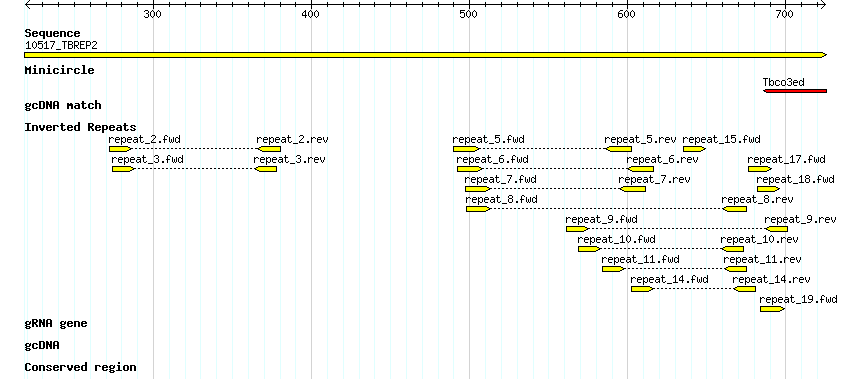 300 400 500 600 700
Sequence
10517_TBREP2
Minicircle
Tbco3ed
gcDNA match
Inverted Repeats
repeat_2.fwd repeat_2.rev repeat_5.fwd repeat_5.rev repeat_15.fwd
repeat_3.fwd repeat_3.rev repeat_6.fwd repeat_6.rev repeat_17.fwd
repeat_7.fwd repeat_7.rev repeat_18.fwd
repeat_8.fwd repeat_8.rev
repeat_9.fwd repeat_9.rev
repeat_10.fwd repeat_10.rev
repeat_11.fwd repeat_11.rev
repeat_14.fwd repeat_14.rev
repeat_19.fwd
gRNA gene
gcDNA
Conserved region